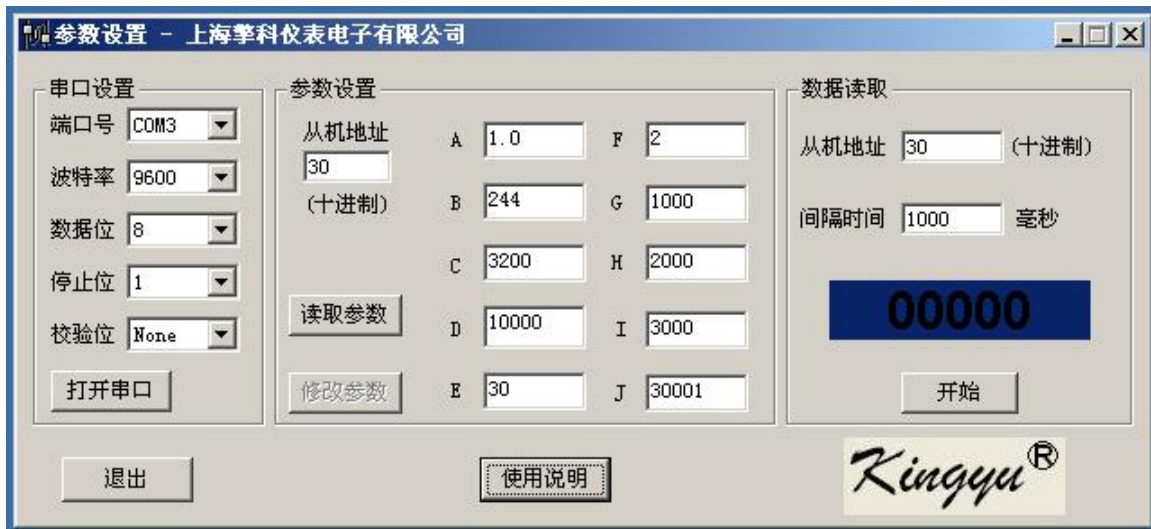 参数设置 - 上海擎科仪表电子有限公司
串口设置
端口号 COM3
波特率 9600
数据位 8
停止位 1
校验位 None
打开串口
参数设置
从机地址
30
(十进制)
读取参数
修改参数
A 1.0
B 244
C 3200
D 10000
E 30
F 2
G 1000
H 2000
I 3000
J 30001
数据读取
从机地址 30 (十进制)
间隔时间 1000 毫秒
00000
开始
退出
使用说明
Kingyu®